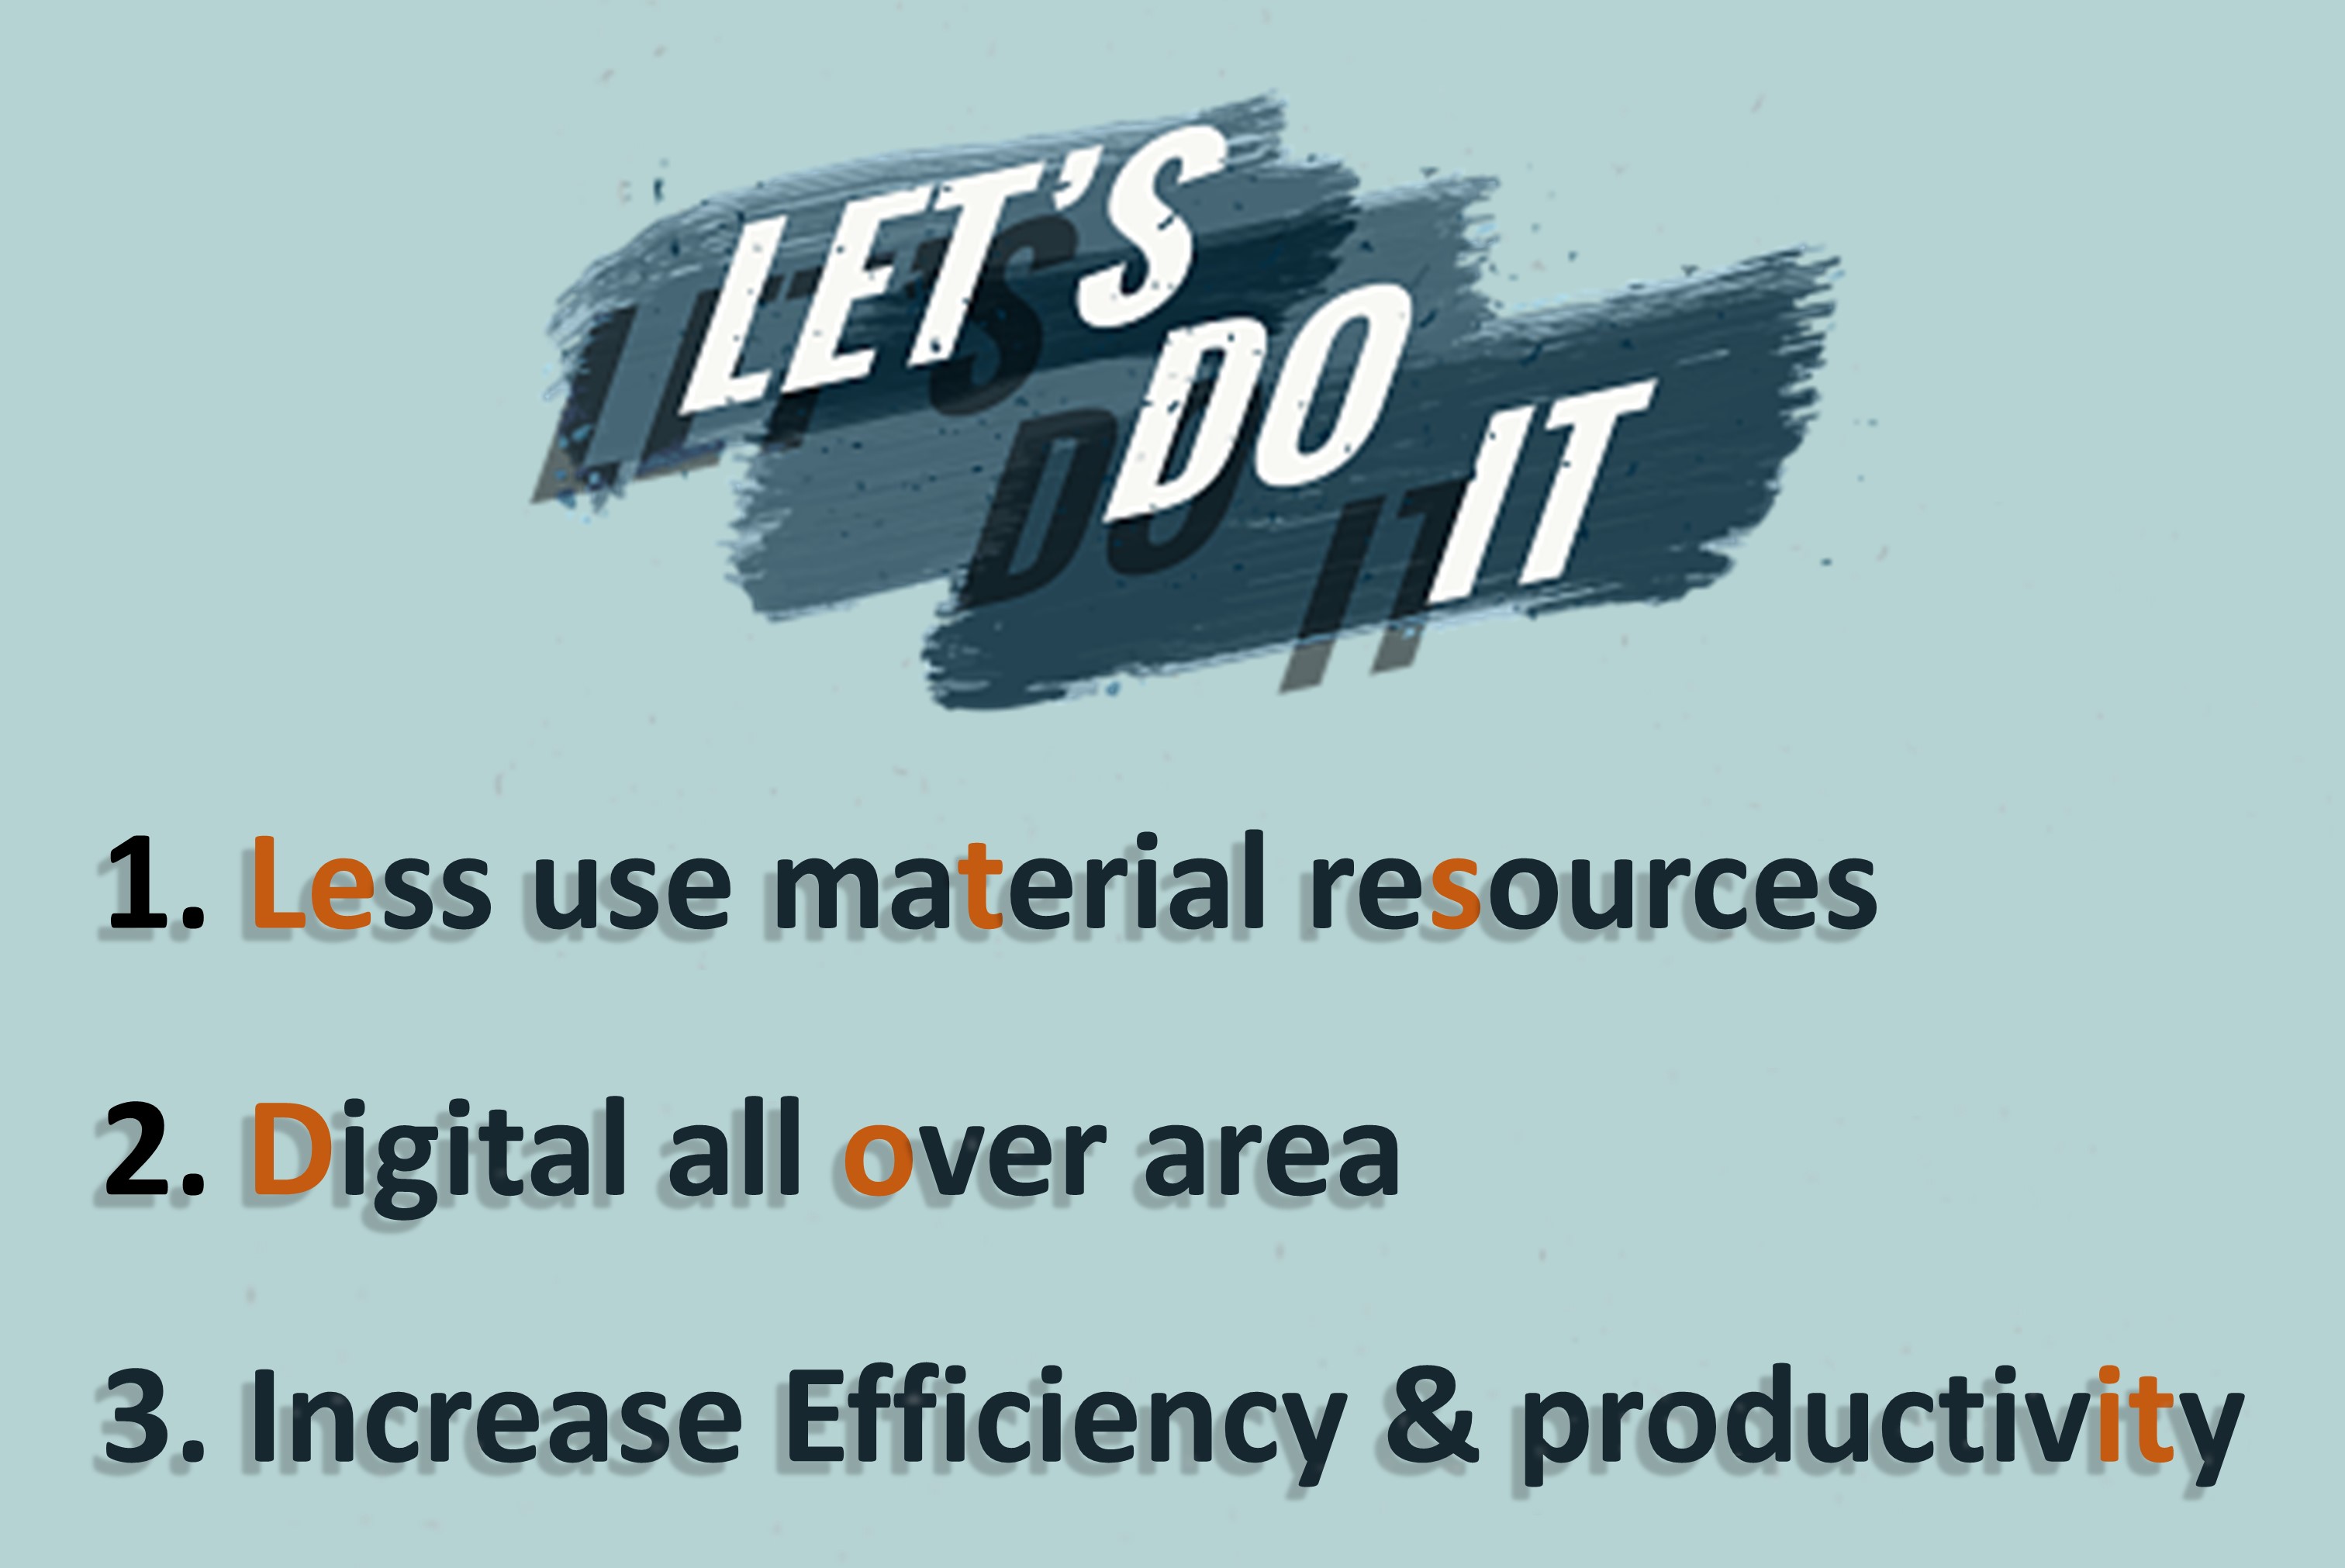 LET'S
DO
IT
1. Less use material resources
2. Digital all over area
3. Increase Efficiency & productivity